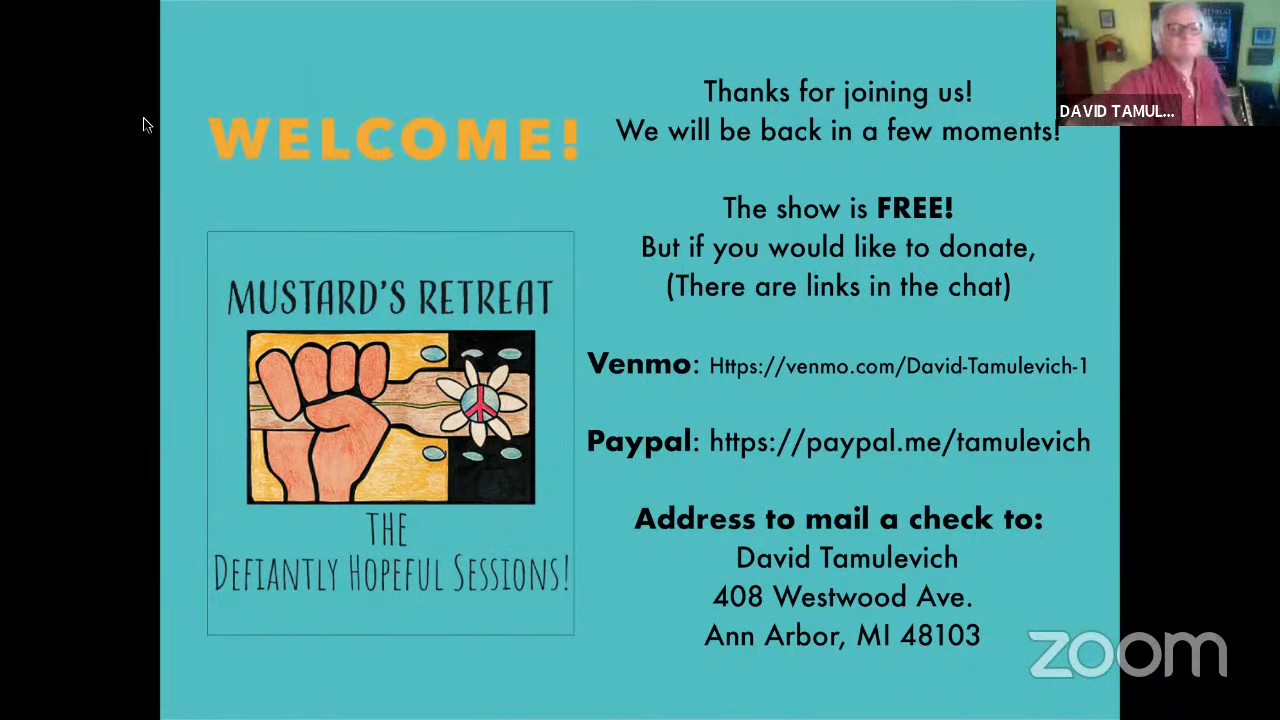 WELCOME!
MUSTARD'S RETREAT
THE
DEFIANTLY HOPEFUL SESSIONS!
Thanks for joining us!
We will be back in a few moments!
The show is FREE!
But if you would like to donate,
(There are links in the chat)
Venmo: Https://venmo.com/David-Tamulevich-1
Paypal: https://paypal.me/tamulevich
Address to mail a check to:
David Tamulevich
408 Westwood Ave.
Ann Arbor, MI 48103
DAVID TAMUL...
zoom